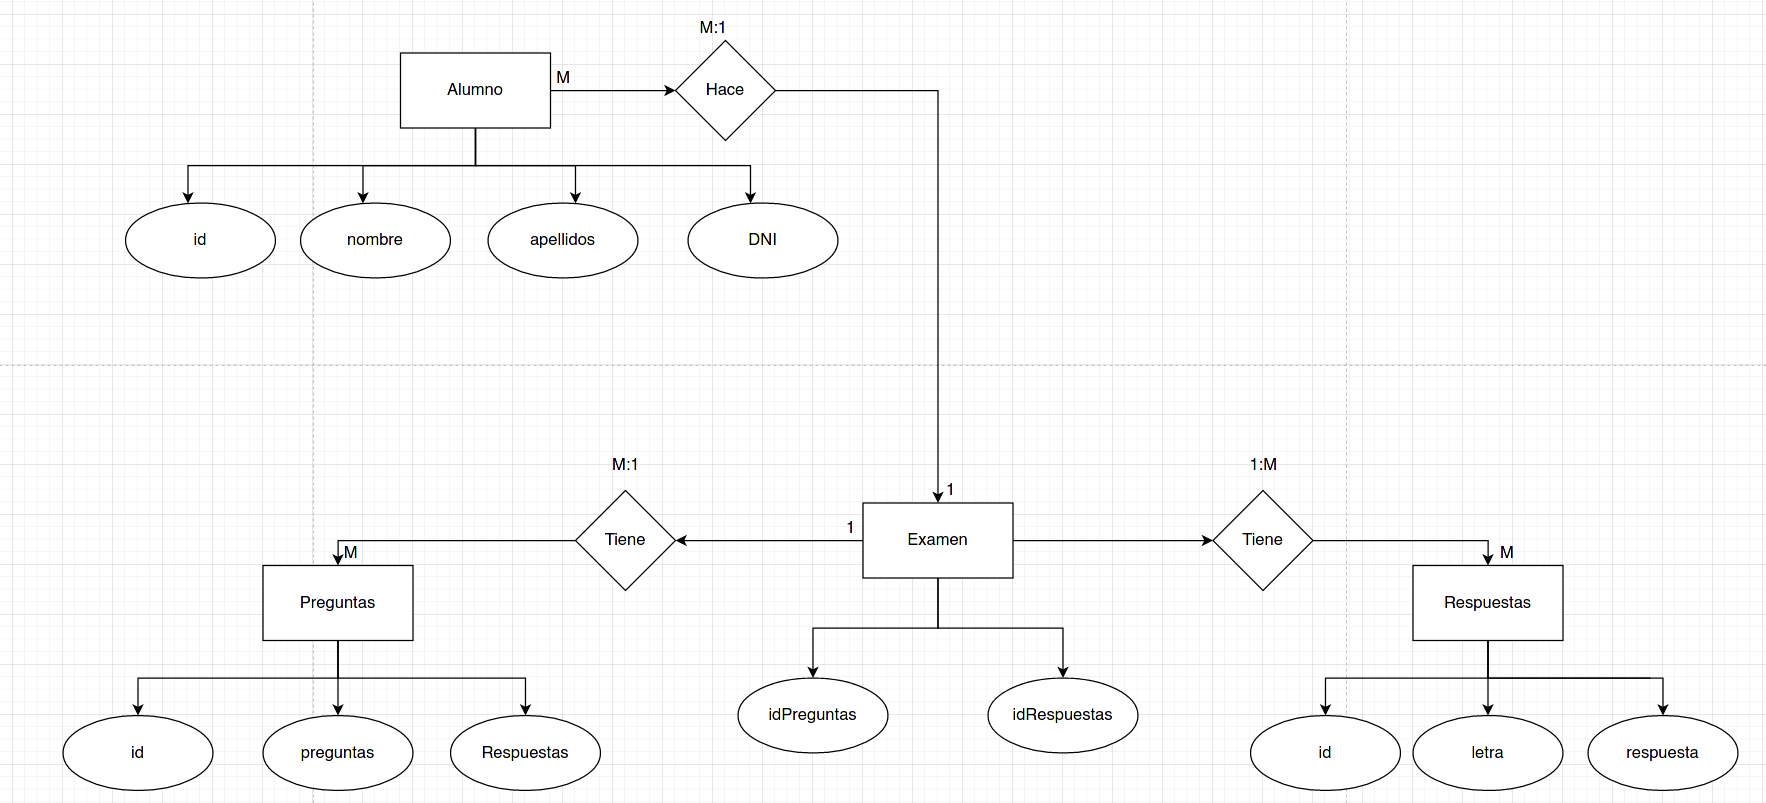 M:1
Alumno
M
Hace
id
nombre
apellidos
DNI
M:1
1
1:M
1
Tiene
Examen
Tiene
M
M
Preguntas
Respuestas
id
preguntas
Respuestas
idPreguntas
idRespuestas
id
letra
respuesta